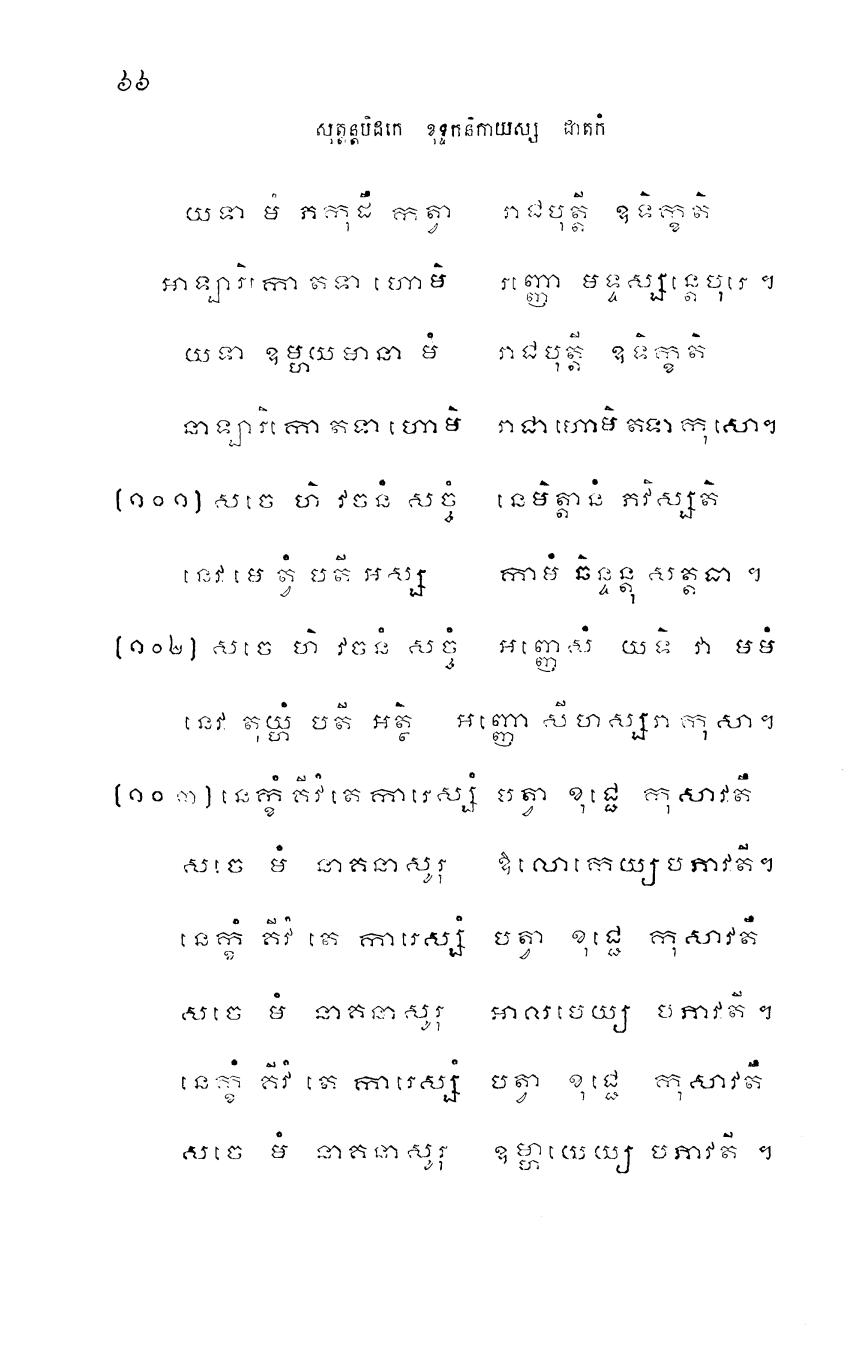 ៦៦
សុត្តន្តបិដកេ ខុទ្ទកនិកាយស្ស ជាតកំ
យទា មំ ភកុដឹ កត្វា រាជបុត្តី ឧទិក្ខតិ
អាឡារិកោ តទា ហោមិ រញ្ញោ មទ្ទស្សន្តេបុរេ ។
យទា ឧម្ហយមានា មំ រាជបុត្តី ឧទិក្ខតិ
នាឡារិកោ តទា ហោមិ រាជា ហោមិ តទា កុសោ។
(១០១) សចេ ហិ វចនំ សច្ចំ នេមិត្តានំ ភវិស្សតិ
នេវ មេ ត្វំ បតី អស្ស កាមំ ឆិន្ទន្តុ សត្តធា ។
(១០២) សចេ ហិ វចនំ សច្ចំ អញ្ញេសំ យទិ វា មមំ
នេវ តុយ្ហំ បតី អត្ថិ អញ្ញោ សីហស្សរា កុសា។
(១០៣) នេក្ខំ គីវំ តេ ការេស្សំ បត្វា ខុជ្ជេ កុសាវតឹ
សចេ មំ នាគនាសូរុ ឱលោកេយ្យ បភាវតី។
នេក្ខំ គីវំ តេ ការេស្សំ បត្វា ខុជ្ជេ កុសាវតឹ
សចេ មំ នាគនាសូរុ អាលបេយ្យ បភាវតី ។
នេក្ខំ គីវំ តេ ការេស្សំ បត្វា ខុជ្ជេ កុសាវតឹ
សចេ មំ នាគនាសូរុ ឧម្ហាយេយ្យ បភាវតី ។